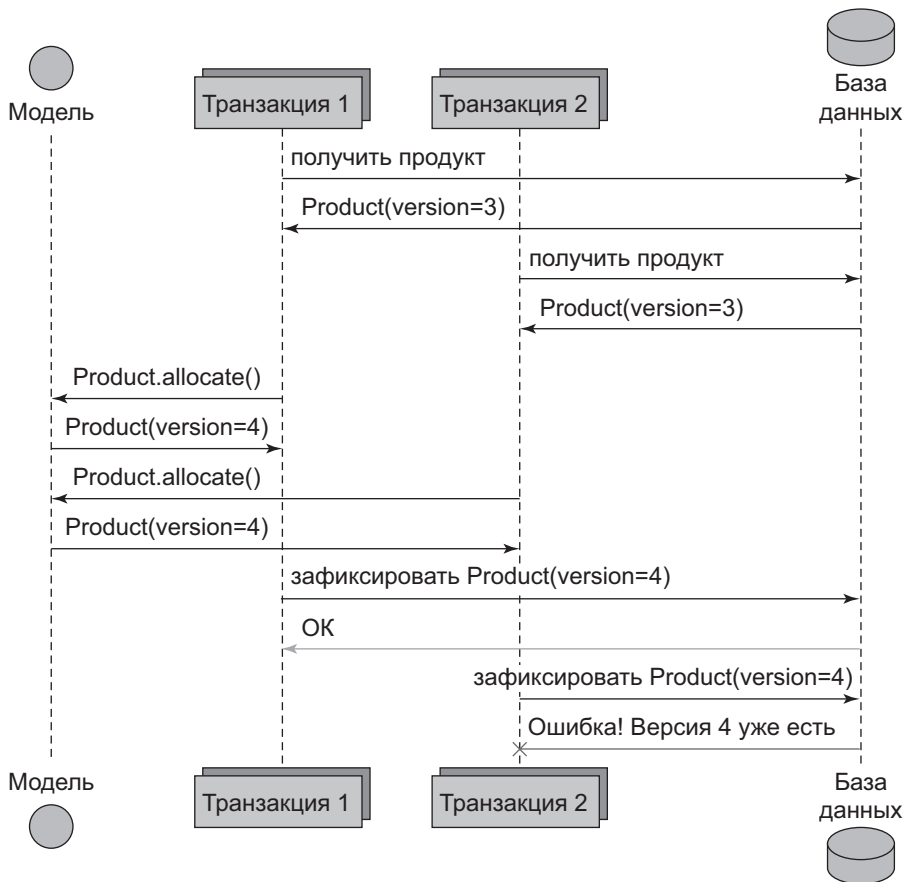 Модель
Транзакция 1
Транзакция 2
База
данных
получить продукт
Product(version=3)
получить продукт
Product(version=3)
Product.allocate()
Product(version=4)
Product.allocate()
Product(version=4)
зафиксировать Product(version=4)
ОК
зафиксировать Product(version=4)
Ошибка! Версия 4 уже есть
Модель
Транзакция 1
Транзакция 2
База
данных